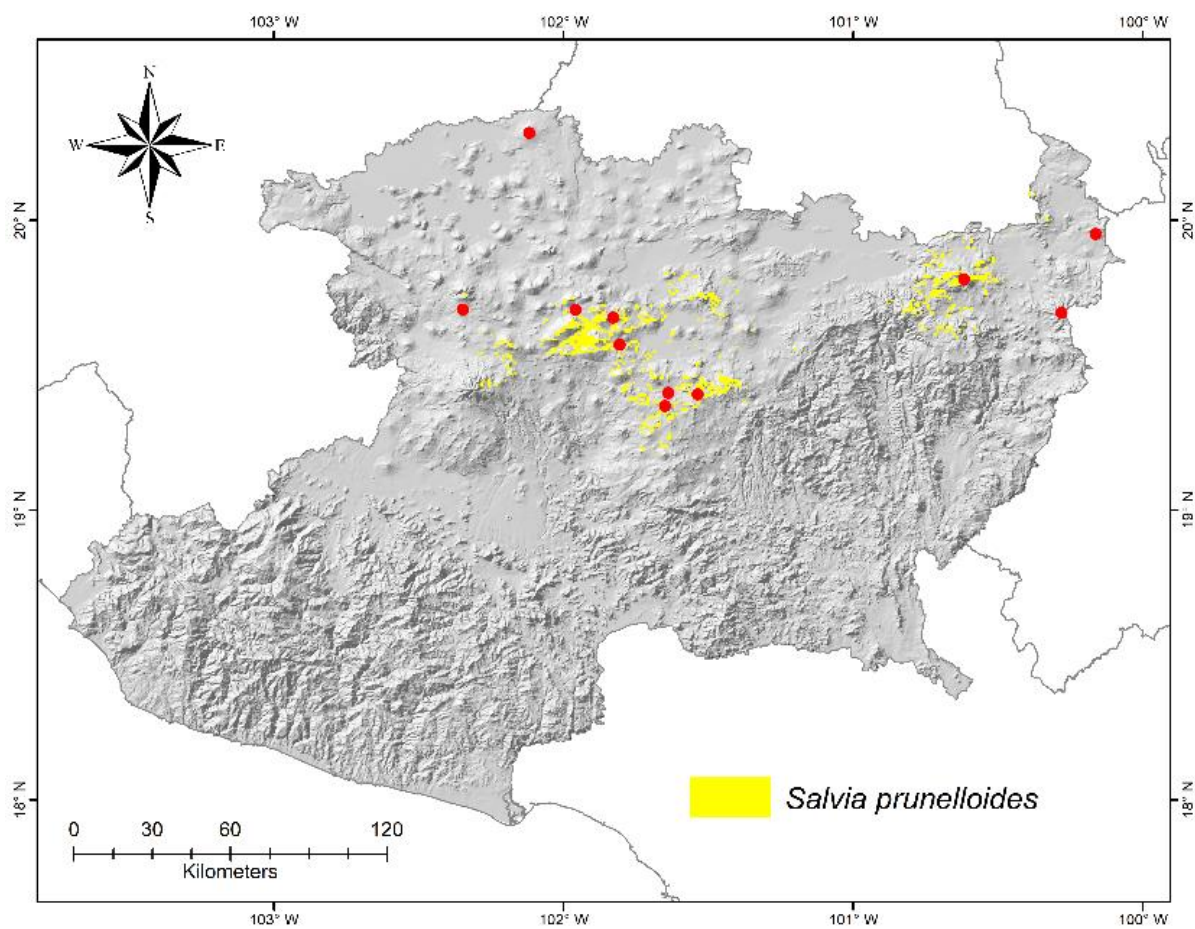 103° W 102° W 101° W 100° W
N
W E
S
20° N 20° N
19° N 19° N
18° N 18° N
Salvia prunelloides
0 30 60 120
Kilometers
103° W 102° W 101° W 100° W